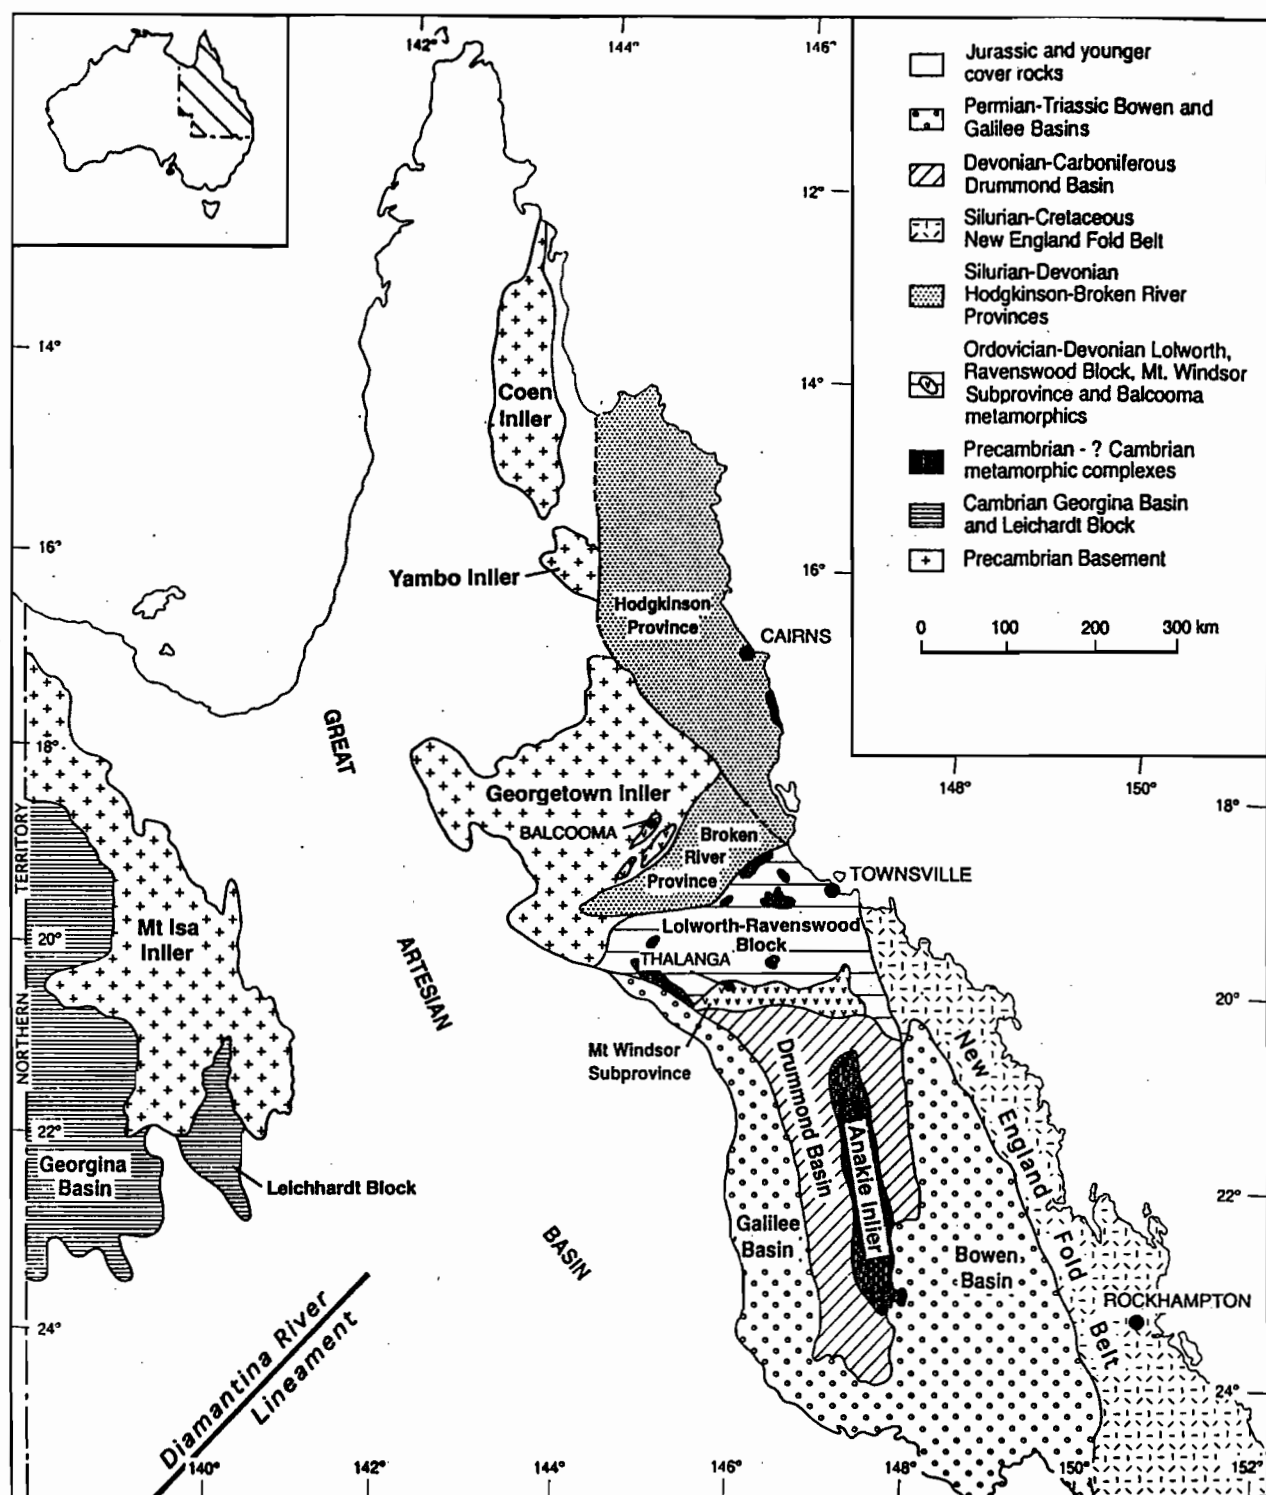 142°
144°
146°
Jurassic and younger
cover rocks
Permian-Triassic Bowen and
Galilee Basins
Devonian-Carboniferous
Drummond Basin
Silurian-Cretaceous
New England Fold Belt
Silurian-Devonian
Hodgkinson-Broken River
Provinces
Ordovician-Devonian Lolworth,
Ravenswood Block, Mt. Windsor
Subprovince and Balcooma
metamorphics
Precambrian - ? Cambrian
metamorphic complexes
Cambrian Georgina Basin
and Leichardt Block
Precambrian Basement
0 100 200 300 km
12°
14°
14°
16°
16°
Coen
Inlier
Yambo Inlier
Hodgkinson
Province
CAIRNS
GREAT
ARTESIAN
BASIN
18°
148°
150°
18°
Georgetown Inlier
BALCOOMA
Broken
River
Province
TOWNSVILLE
NORTHERN TERRITORY
Mt Isa
Inlier
20°
Lolworth-Ravenswood
Block
THALANGA
20°
Mt Windsor
Subprovince
Drummond Basin
Anakie Inlier
New England Fold Belt
22°
Georgina
Basin
Leichhardt Block
22°
Galilee
Basin
Bowen
Basin
ROCKHAMPTON
24°
Diamantina River
Lineament
24°
140°
142°
144°
146°
148°
150°
152°